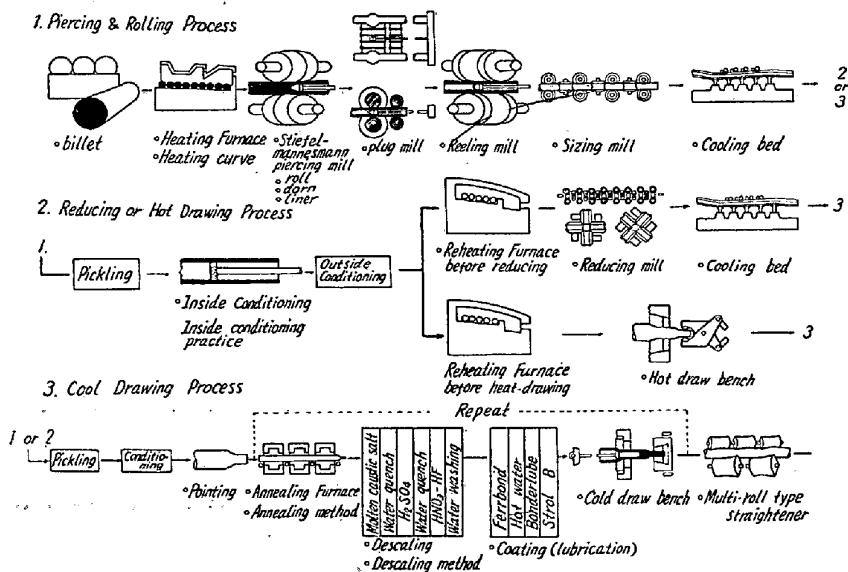 1. Piercing & Rolling Process
2
or
3
°billet
°Heating Furnace
°Heating curve
°Stiefel-
mannesmann
piercing mill
°roll
°dorn
°liner
°plug mill
°Reeling mill
°Sizing mill
°Cooling bed
2. Reducing or Hot Drawing Process
1.
Pickling
°Inside Conditioning
Inside conditioning
practice
Outside
Conditioning
°Reheating Furnace
before reducing
°Reducing mill
°Cooling bed
3
Reheating Furnace
before heat-drawing
°Hot draw bench
3
3. Cool Drawing Process
Repeat
1 or 2
Pickling
Conditio-
ning
°Pointing
°Annealing Furnace
°Annealing method
Molten caustic salt
Water quench
H₂SO₄
Water quench
HNO₃-HF
Water washing
°Descaling
°Descaling method
Ferrbond
Hot water
Bonderlube
Strol B
°Coating (lubrication)
°Cold draw bench
°Multi-roll type
straightener